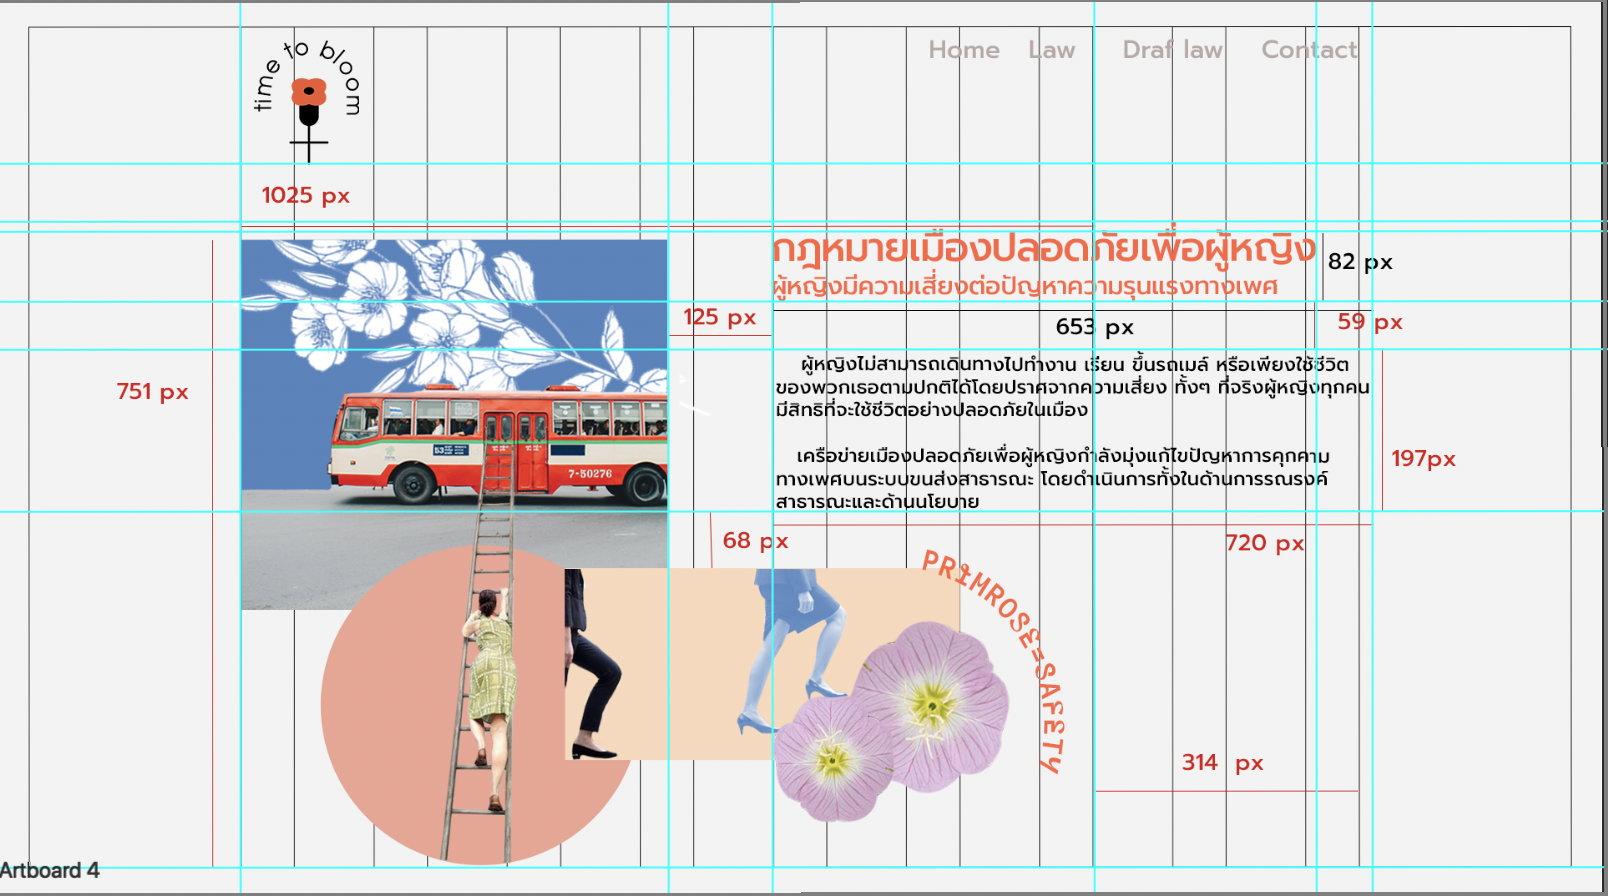 time to bloom
Home Law Draf law Contact
1025 px
กฎหมายเมืองปลอดภัยเพื่อผู้หญิง
82 px
ผู้หญิงมีความเสี่ยงต่อปัญหาความรุนแรงทางเพศ
125 px
653 px
59 px
ผู้หญิงไม่สามารถเดินทางไปทำงาน เรียน ขึ้นรถเมล์ หรือเพียงใช้ชีวิต
ของพวกเธอตามปกติได้โดยปราศจากความเสี่ยง ทั้งๆ ที่จริงผู้หญิงทุกคน
มีสิทธิที่จะใช้ชีวิตอย่างปลอดภัยในเมือง
751 px
เครือข่ายเมืองปลอดภัยเพื่อผู้หญิงกำลังมุ่งแก้ไขปัญหาการคุกคาม
ทางเพศบนระบบขนส่งสาธารณะ โดยดำเนินการทั้งในด้านการรณรงค์
สาธารณะและด้านนโยบาย
197px
53
7-50276
68 px
720 px
PRIMROSE=SAFETY
314 px
Artboard 4